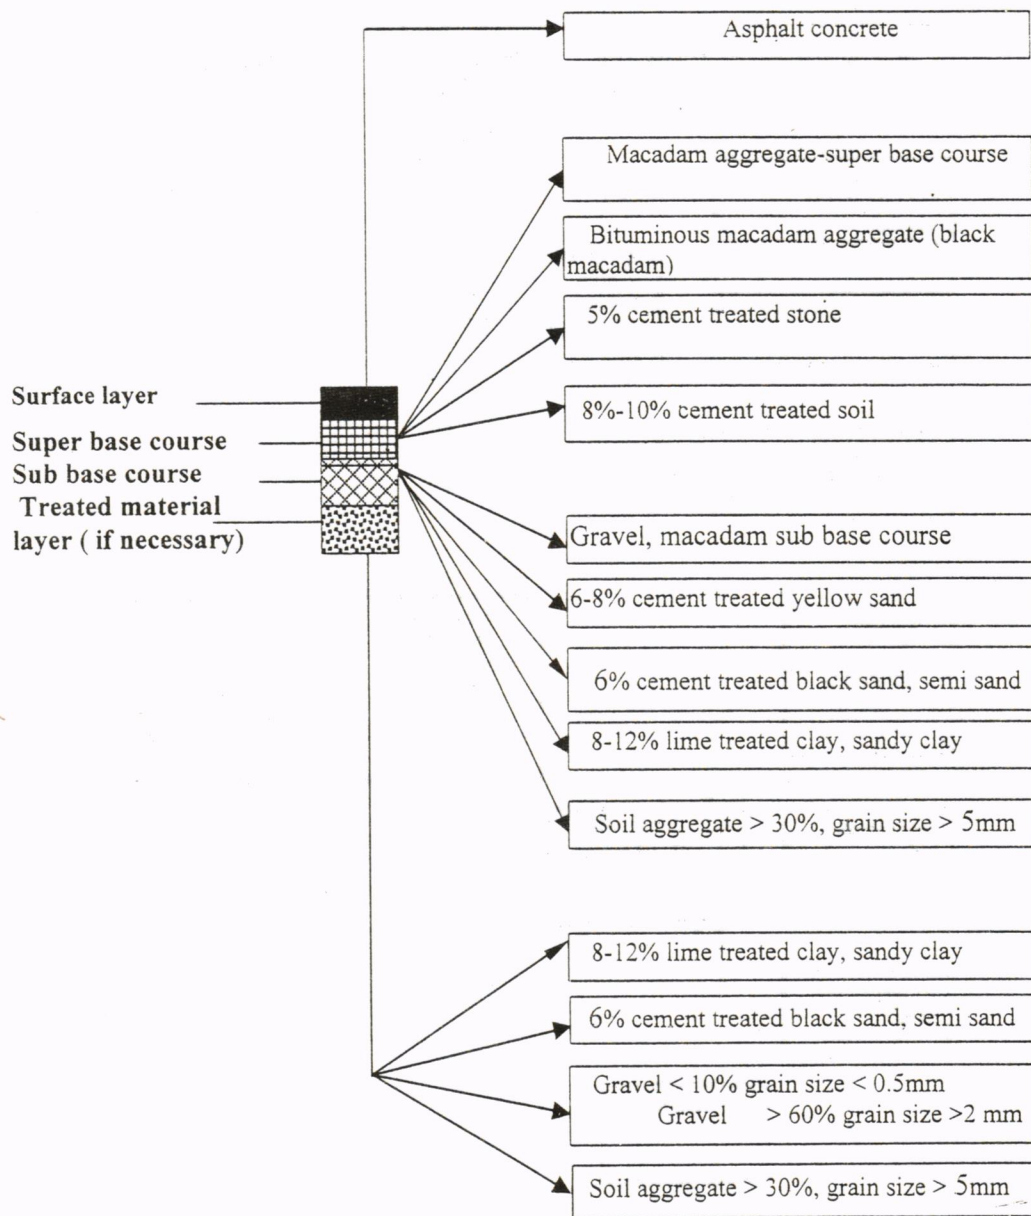 Asphalt concrete
Macadam aggregate-super base course
Bituminous macadam aggregate (black
macadam)
5% cement treated stone
8%-10% cement treated soil
Surface layer
Super base course
Sub base course
Treated material
layer ( if necessary)
Gravel, macadam sub base course
6-8% cement treated yellow sand
6% cement treated black sand, semi sand
8-12% lime treated clay, sandy clay
Soil aggregate > 30%, grain size > 5mm
8-12% lime treated clay, sandy clay
6% cement treated black sand, semi sand
Gravel < 10% grain size < 0.5mm
Gravel > 60% grain size >2 mm
Soil aggregate > 30%, grain size > 5mm